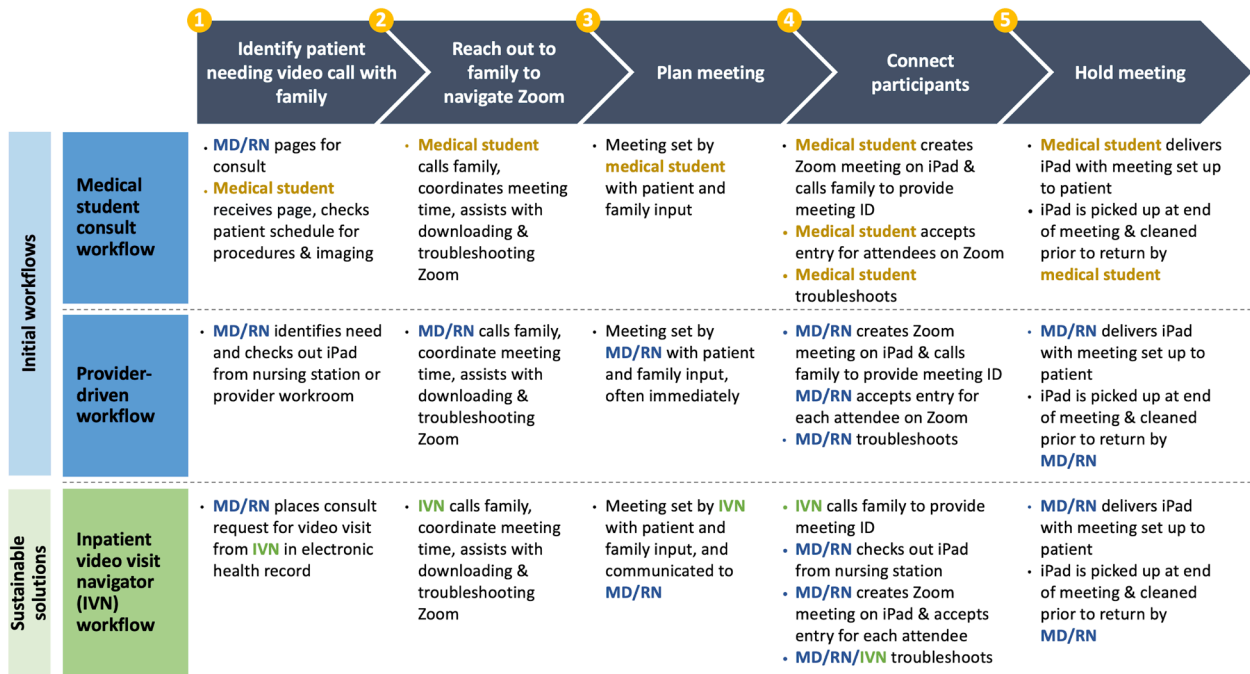 1
2
3
4
5
Identify patient
needing video call with
family
Reach out to
family to
navigate Zoom
Plan meeting
Connect
participants
Hold meeting
Initial workflows
Medical
student
consult
workflow
• MD/RN pages for
consult
• Medical student
receives page, checks
patient schedule for
procedures & imaging
• Medical student
calls family,
coordinates meeting
time, assists with
downloading &
troubleshooting
Zoom
• Meeting set by
medical student
with patient and
family input
• Medical student creates
Zoom meeting on iPad &
calls family to provide
meeting ID
• Medical student accepts
entry for attendees on Zoom
• Medical student
troubleshoots
• Medical student delivers
iPad with meeting set up
to patient
• iPad is picked up at end
of meeting & cleaned
prior to return by
medical student
Provider-
driven
workflow
• MD/RN identifies need
and checks out iPad
from nursing station or
provider workroom
• MD/RN calls family,
coordinate meeting
time, assists with
downloading &
troubleshooting
Zoom
• Meeting set by
MD/RN with patient
and family input,
often immediately
• MD/RN creates Zoom
meeting on iPad & calls
family to provide meeting ID
MD/RN accepts entry for
each attendee on Zoom
• MD/RN troubleshoots
• MD/RN delivers iPad
with meeting set up to
patient
• iPad is picked up at end
of meeting & cleaned
prior to return by
MD/RN
Sustainable
solutions
Inpatient
video visit
navigator
(IVN)
workflow
• MD/RN places consult
request for video visit
from IVN in electronic
health record
• IVN calls family,
coordinate meeting
time, assists with
downloading &
troubleshooting
Zoom
• Meeting set by IVN
with patient and
family input, and
communicated to
MD/RN
• IVN calls family to provide
meeting ID
• MD/RN checks out iPad
from nursing station
• MD/RN creates Zoom
meeting on iPad & accepts
entry for each attendee
• MD/RN/IVN troubleshoots
• MD/RN delivers iPad
with meeting set up to
patient
• iPad is picked up at end
of meeting & cleaned
prior to return by
MD/RN